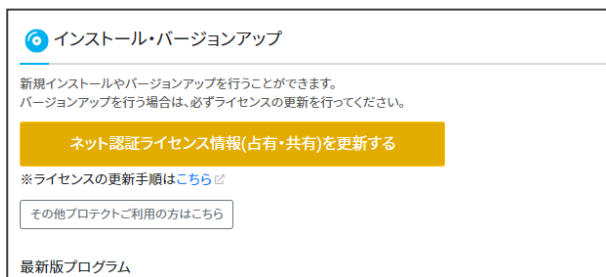 インストール・バージョンアップ
新規インストールやバージョンアップを行うことができます。
バージョンアップを行う場合は、必ずライセンスの更新を行ってください。
ネット認証ライセンス情報(占有・共有)を更新する
※ライセンスの更新手順はこちら
その他プロテクトご利用の方はこちら
最新版プログラム